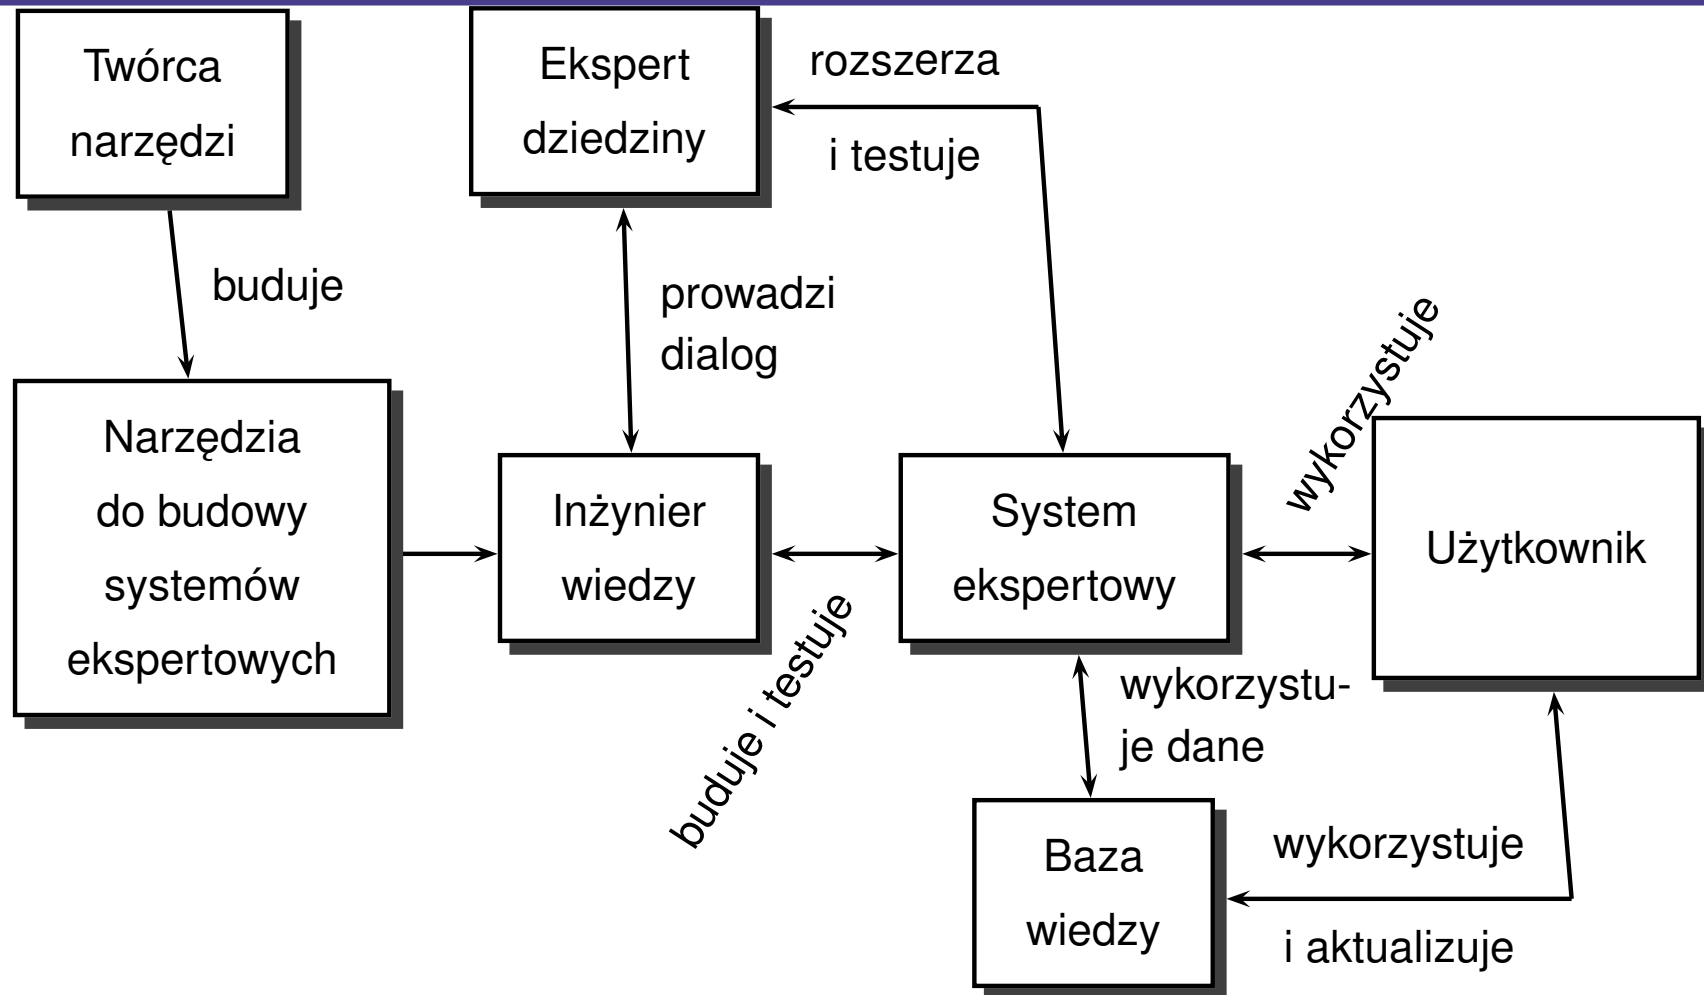 Twórca
narzędzi
Ekspert
dziedziny
rozszerza
i testuje
buduje
prowadzi
dialog
Narzędzia
do budowy
systemów
ekspertowych
Inżynier
wiedzy
buduje i testuje
System
ekspertowy
wykorzystuje
Użytkownik
wykorzystu-
je dane
Baza
wiedzy
wykorzystuje
i aktualizuje